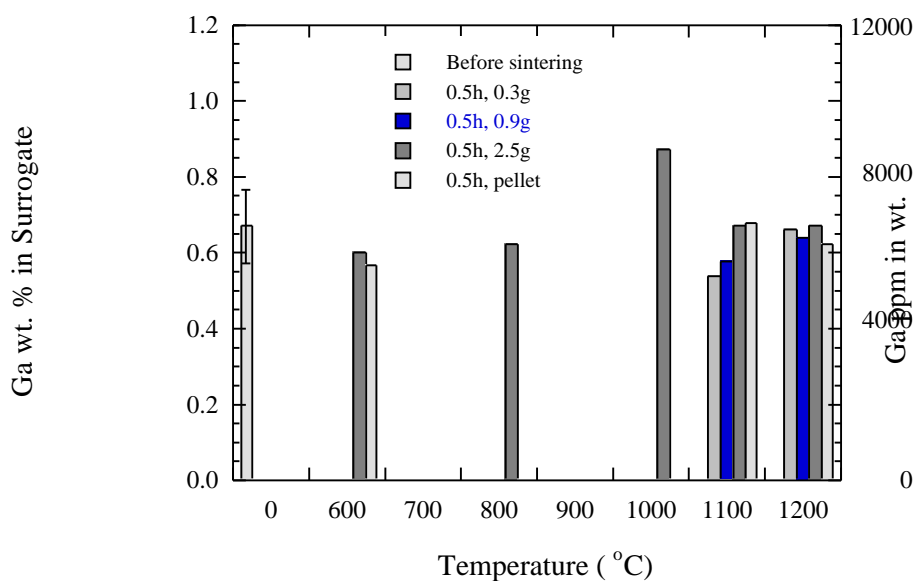 1.2
1.0
0.8
0.6
0.4
0.2
0.0
Ga wt. % in Surrogate
Before sintering
0.5h, 0.3g
0.5h, 0.9g
0.5h, 2.5g
0.5h, pellet
12000
8000
4000
0
Ga ppm in wt.
0 600 700 800 900 1000 1100 1200
Temperature ( °C)